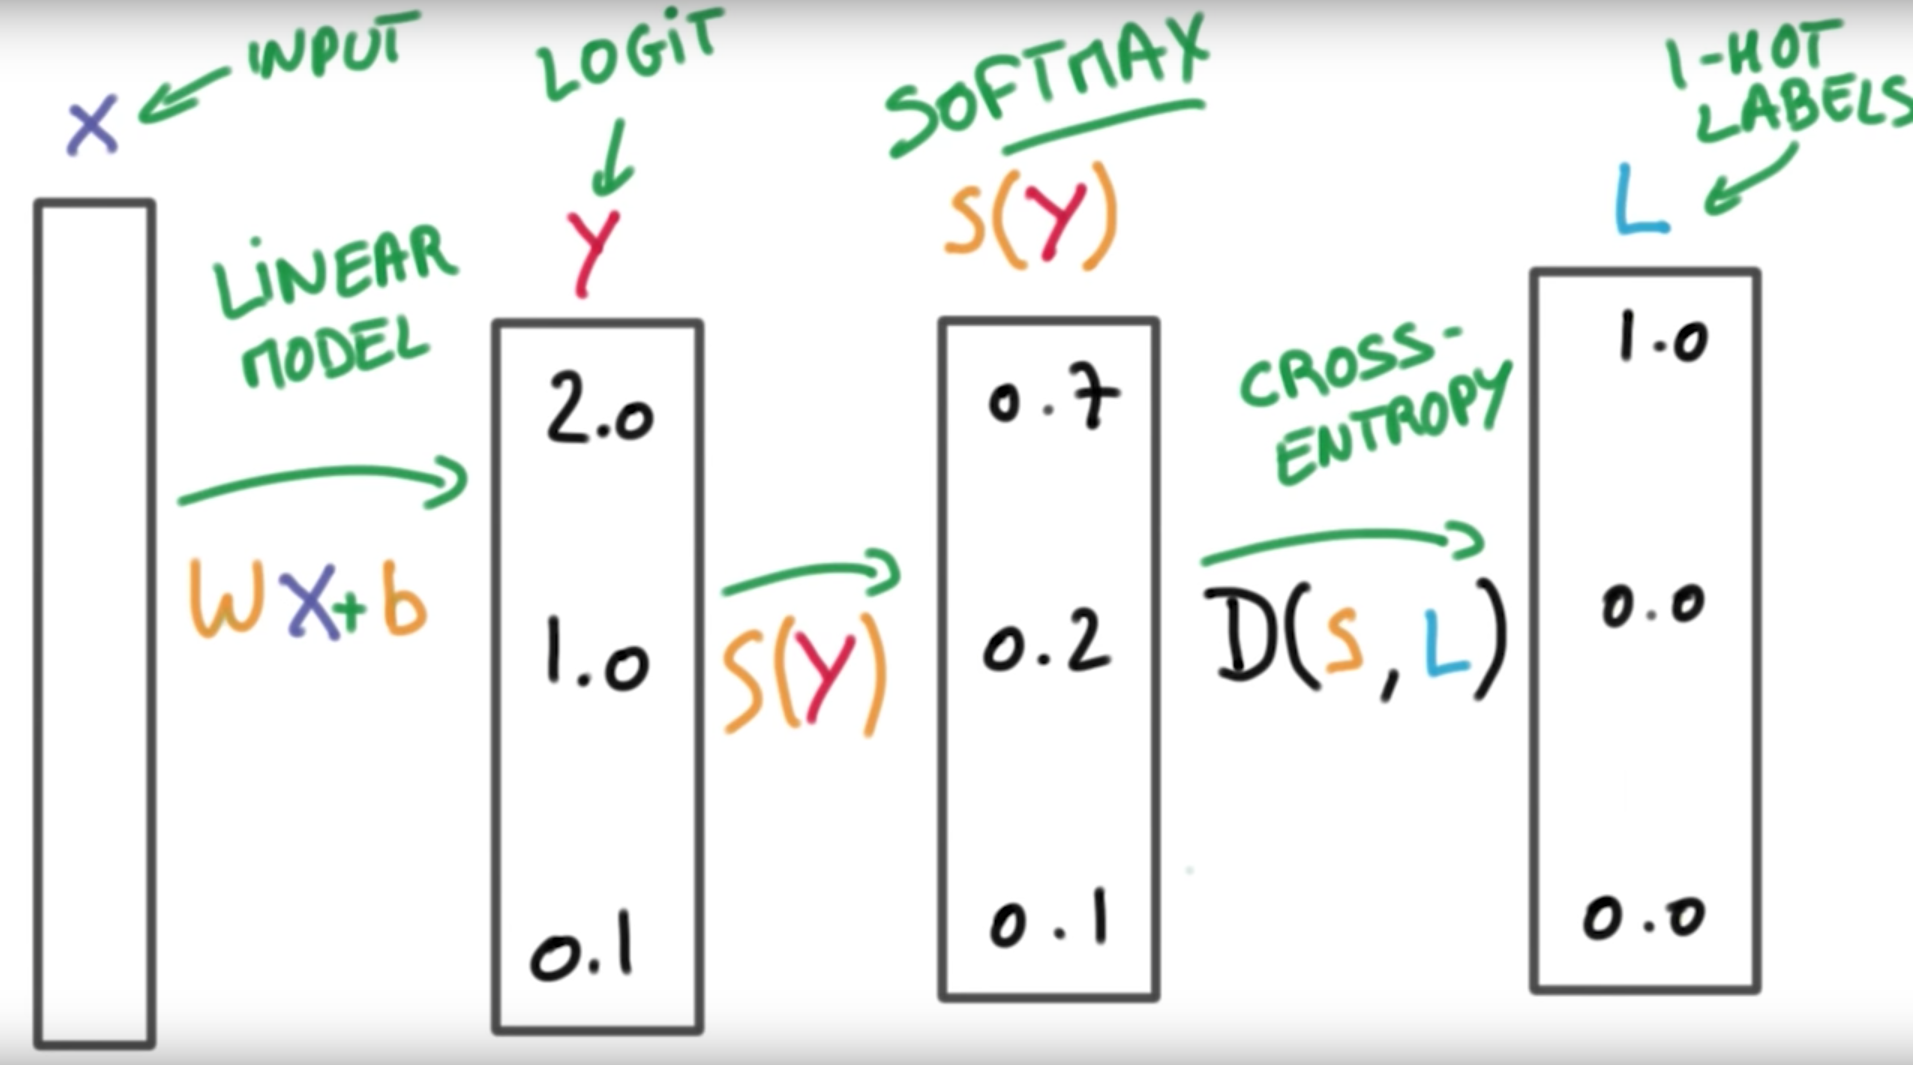 INPUT
X
LINEAR
MODEL
WX+b
LOGIT
Y
2.0
1.0
0.1
S(Y)
SOFTMAX
S(Y)
0.7
0.2
0.1
CROSS-
ENTROPY
D(S,L)
1-HOT
LABELS
L
1.0
0.0
0.0